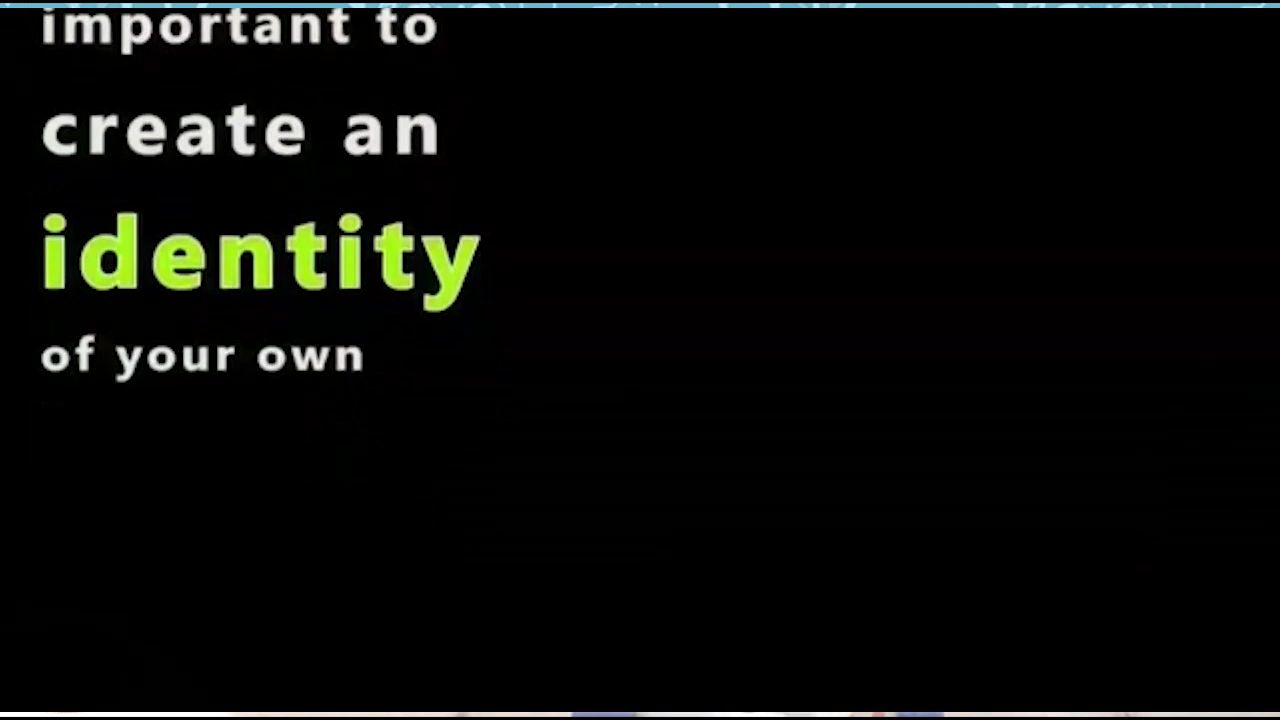 important to
create an
identity
of your own